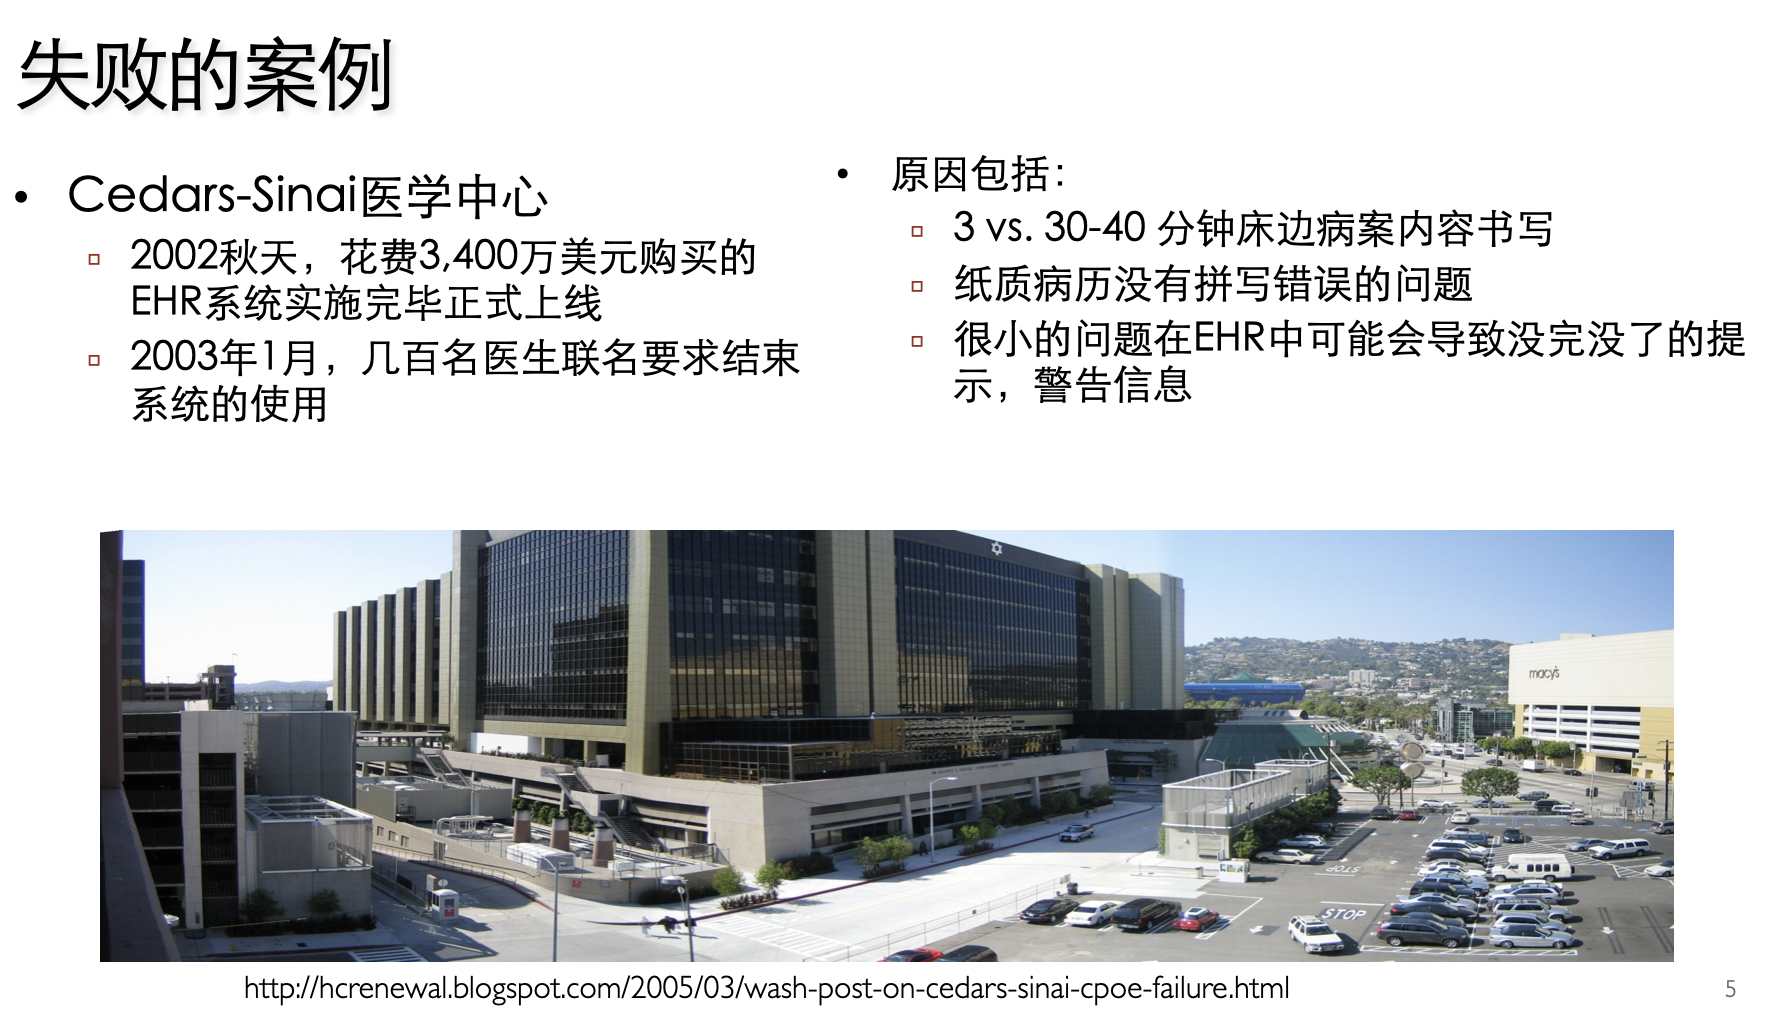 失败的案例
• Cedars-Sinai医学中心
▫ 2002秋天，花费3,400万美元购买的
EHR系统实施完毕正式上线
▫ 2003年1月，几百名医生联名要求结束
系统的使用
• 原因包括：
▫ 3 vs. 30-40 分钟床边病案内容书写
▫ 纸质病历没有拼写错误的问题
▫ 很小的问题在EHR中可能会导致没完没了的提
示，警告信息
macy's
STOP
STOP
http://hcrenewal.blogspot.com/2005/03/wash-post-on-cedars-sinai-cpoe-failure.html
5